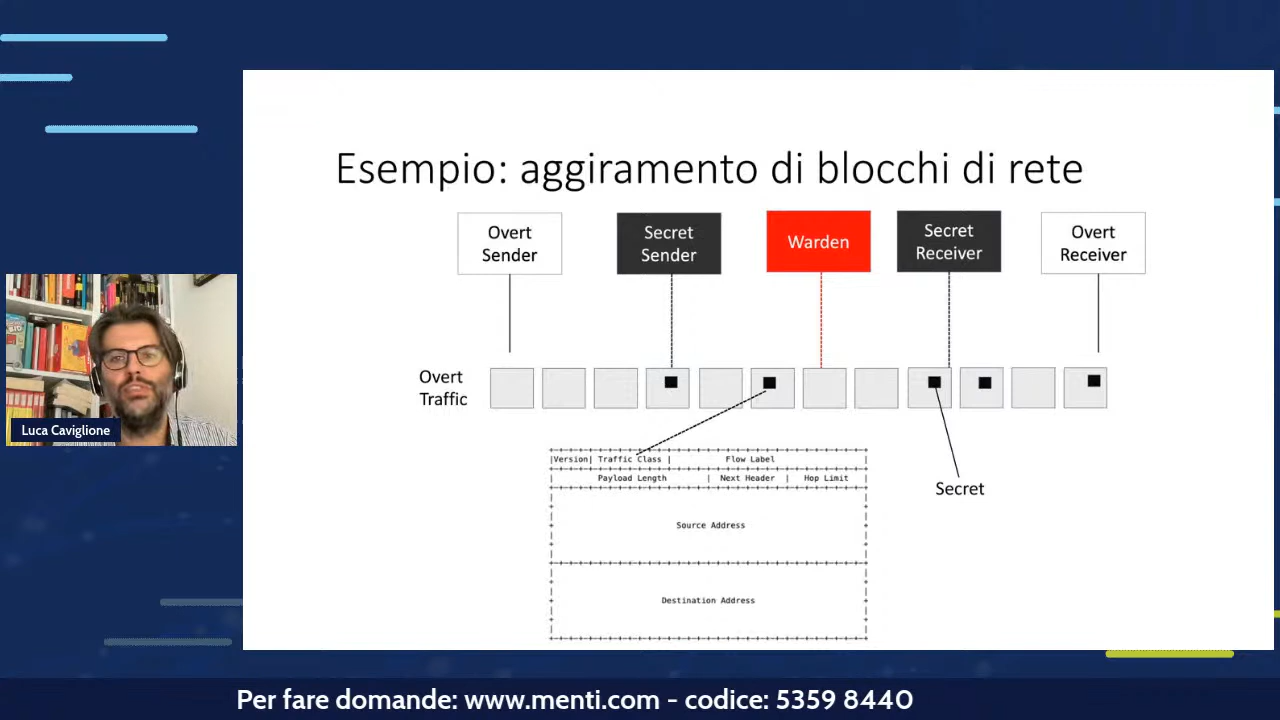 Esempio: aggiramento di blocchi di rete
Overt
Sender
Secret
Sender
Warden
Secret
Receiver
Overt
Receiver
Overt
Traffic
Luca Caviglione
Version| Traffic Class | Flow Label
Payload Length | Next Header | Hop Limit
Secret
Source Address
Destination Address
Per fare domande: www.menti.com - codice: 5359 8440